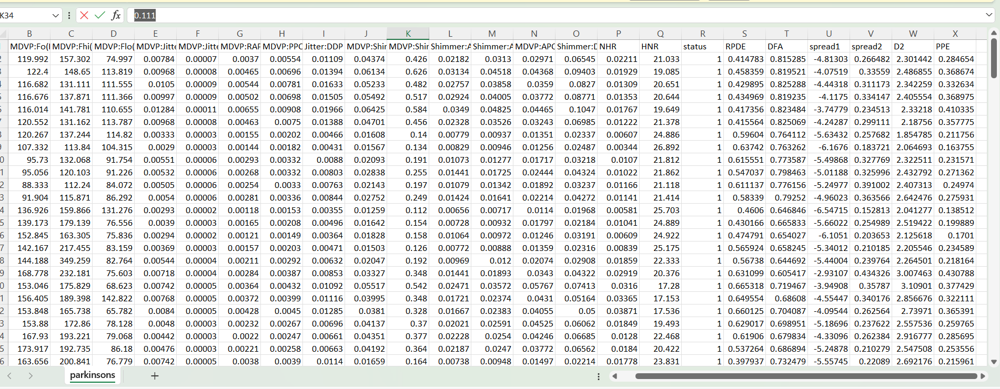 K34 fx 0.111
B C D E F G H I J K L M N O P Q R S T U V W X
MDVP:Fo( MDVP:Fhi( MDVP:Flo( MDVP:Jitte MDVP:Jitte MDVP:RAP MDVP:PPC Jitter:DDP MDVP:Shir MDVP:Shir Shimmer:A Shimmer:A MDVP:APC Shimmer:D NHR HNR status RPDE DFA spread1 spread2 D2 PPE
2 119.992 157.302 74.997 0.00784 0.00007 0.0037 0.00554 0.01109 0.04374 0.426 0.02182 0.0313 0.02971 0.06545 0.02211 21.033 1 0.414783 0.815285 -4.81303 0.266482 2.301442 0.284654
3 122.4 148.65 113.819 0.00968 0.00008 0.00465 0.00696 0.01394 0.06134 0.626 0.03134 0.04518 0.04368 0.09403 0.01929 19.085 1 0.458359 0.819521 -4.07519 0.33559 2.486855 0.368674
4 116.682 131.111 111.555 0.0105 0.00009 0.00544 0.00781 0.01633 0.05233 0.482 0.02757 0.03858 0.0359 0.0827 0.01309 20.651 1 0.429895 0.825288 -4.44318 0.311173 2.342259 0.332634
5 116.676 137.871 111.366 0.00997 0.00009 0.00502 0.00698 0.01505 0.05492 0.517 0.02924 0.04005 0.03772 0.08771 0.01353 20.644 1 0.434969 0.819235 -4.1175 0.334147 2.405554 0.368975
6 116.014 141.781 110.655 0.01284 0.00011 0.00655 0.00908 0.01966 0.06425 0.584 0.0349 0.04825 0.04465 0.1047 0.01767 19.649 1 0.417356 0.823484 -3.74779 0.234513 2.33218 0.410335
7 120.552 131.162 113.787 0.00968 0.00008 0.00463 0.0075 0.01388 0.04701 0.456 0.02328 0.03526 0.03243 0.06985 0.01222 21.378 1 0.415564 0.825069 -4.24287 0.299111 2.18756 0.357775
8 120.267 137.244 114.82 0.00333 0.00003 0.00155 0.00202 0.00466 0.01608 0.14 0.00779 0.00937 0.01351 0.02337 0.00607 24.886 1 0.59604 0.764112 -5.63432 0.257682 1.854785 0.211756
9 107.332 113.84 104.315 0.0029 0.00003 0.00144 0.00182 0.00431 0.01567 0.134 0.00829 0.00946 0.01256 0.02487 0.00344 26.892 1 0.63742 0.763262 -6.1676 0.183721 2.064693 0.163755
0 95.73 132.068 91.754 0.00551 0.00006 0.00293 0.00332 0.0088 0.02093 0.191 0.01073 0.01277 0.01717 0.03218 0.0107 21.812 1 0.615551 0.773587 -5.49868 0.327769 2.322511 0.231571
1 95.056 120.103 91.226 0.00532 0.00006 0.00268 0.00332 0.00803 0.02838 0.255 0.01441 0.01725 0.02444 0.04324 0.01022 21.862 1 0.547037 0.798463 -5.01188 0.325996 2.432792 0.271362
2 88.333 112.24 84.072 0.00505 0.00006 0.00254 0.0033 0.00763 0.02143 0.197 0.01079 0.01342 0.01892 0.03237 0.01166 21.118 1 0.611137 0.776156 -5.24977 0.391002 2.407313 0.24974
3 91.904 115.871 86.292 0.0054 0.00006 0.00281 0.00336 0.00844 0.02752 0.249 0.01424 0.01641 0.02214 0.04272 0.01141 21.414 1 0.58339 0.79252 -4.96023 0.363566 2.642476 0.275931
4 136.926 159.866 131.276 0.00293 0.00002 0.00118 0.00153 0.00355 0.01259 0.112 0.00656 0.00717 0.0114 0.01968 0.00581 25.703 1 0.4606 0.646846 -6.54715 0.152813 2.041277 0.138512
5 139.173 179.139 76.556 0.0039 0.00003 0.00165 0.00208 0.00496 0.01642 0.154 0.00728 0.00932 0.01797 0.02184 0.01041 24.889 1 0.430166 0.665833 -5.66022 0.254989 2.519422 0.199889
6 152.845 163.305 75.836 0.00294 0.00002 0.00121 0.00149 0.00364 0.01828 0.158 0.01064 0.00972 0.01246 0.03191 0.00609 24.922 1 0.474791 0.654027 -6.1051 0.203653 2.125618 0.1701
7 142.167 217.455 83.159 0.00369 0.00003 0.00157 0.00203 0.00471 0.01503 0.126 0.00772 0.00888 0.01359 0.02316 0.00839 25.175 1 0.565924 0.658245 -5.34012 0.210185 2.205546 0.234589
8 144.188 349.259 82.764 0.00544 0.00004 0.00211 0.00292 0.00632 0.02047 0.192 0.00969 0.012 0.02074 0.02908 0.01859 22.333 1 0.56738 0.644692 -5.44004 0.239764 2.264501 0.218164
9 168.778 232.181 75.603 0.00718 0.00004 0.00284 0.00387 0.00853 0.03327 0.348 0.01441 0.01893 0.0343 0.04322 0.02919 20.376 1 0.631099 0.605417 -2.93107 0.434326 3.007463 0.430788
0 153.046 175.829 68.623 0.00742 0.00005 0.00364 0.00432 0.01092 0.05517 0.542 0.02471 0.03572 0.05767 0.07413 0.0316 17.28 1 0.665318 0.719467 -3.94908 0.35787 3.10901 0.377429
1 156.405 189.398 142.822 0.00768 0.00005 0.00372 0.00399 0.01116 0.03995 0.348 0.01721 0.02374 0.0431 0.05164 0.03365 17.153 1 0.649554 0.68608 -4.55447 0.340176 2.856676 0.322111
2 153.848 165.738 65.782 0.0084 0.00005 0.00428 0.0045 0.01285 0.0381 0.328 0.01667 0.02383 0.04055 0.05 0.03871 17.536 1 0.660125 0.704087 -4.09544 0.262564 2.73971 0.365391
3 153.88 172.86 78.128 0.0048 0.00003 0.00232 0.00267 0.00696 0.04137 0.37 0.02021 0.02591 0.04525 0.06062 0.01849 19.493 1 0.629017 0.698951 -5.18696 0.237622 2.557536 0.259765
4 167.93 193.221 79.068 0.00442 0.00003 0.0022 0.00247 0.00661 0.04351 0.377 0.02228 0.0254 0.04246 0.06685 0.0128 22.468 1 0.61906 0.679834 -4.33096 0.262384 2.916777 0.285695
5 173.917 192.735 86.18 0.00476 0.00003 0.00221 0.00258 0.00663 0.04192 0.364 0.02187 0.0247 0.03772 0.06562 0.0184 20.422 1 0.537264 0.686894 -5.24878 0.210279 2.547508 0.253556
6 163.656 200.841 76.779 0.00742 0.00005 0.0038 0.0039 0.0114 0.01659 0.164 0.00738 0.00948 0.01497 0.02214 0.01778 23.831 1 0.397937 0.732479 -5.55745 0.22089 2.692176 0.215961
parkinsons